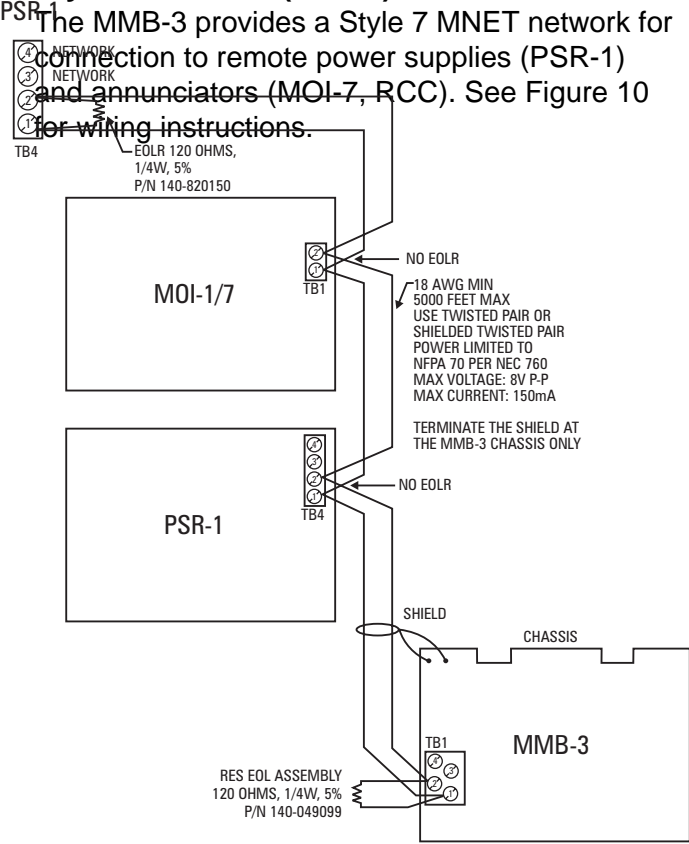 PSR-1
The MMB-3 provides a Style 7 MNET network for
connection to remote power supplies (PSR-1)
and annunciators (MOI-7, RCC). See Figure 10
for wiring instructions.
4 NETWORK
3 NETWORK
2
1
TB4
EOLR 120 OHMS,
1/4W, 5%
P/N 140-820150
MOI-1/7
2
1
TB1
NO EOLR
18 AWG MIN
5000 FEET MAX
USE TWISTED PAIR OR
SHIELDED TWISTED PAIR
POWER LIMITED TO
NFPA 70 PER NEC 760
MAX VOLTAGE: 8V P-P
MAX CURRENT: 150mA
TERMINATE THE SHIELD AT
THE MMB-3 CHASSIS ONLY
PSR-1
4
3
2
1
TB4
NO EOLR
SHIELD
CHASSIS
MMB-3
TB1
4
3
2
1
RES EOL ASSEMBLY
120 OHMS, 1/4W, 5%
P/N 140-049099